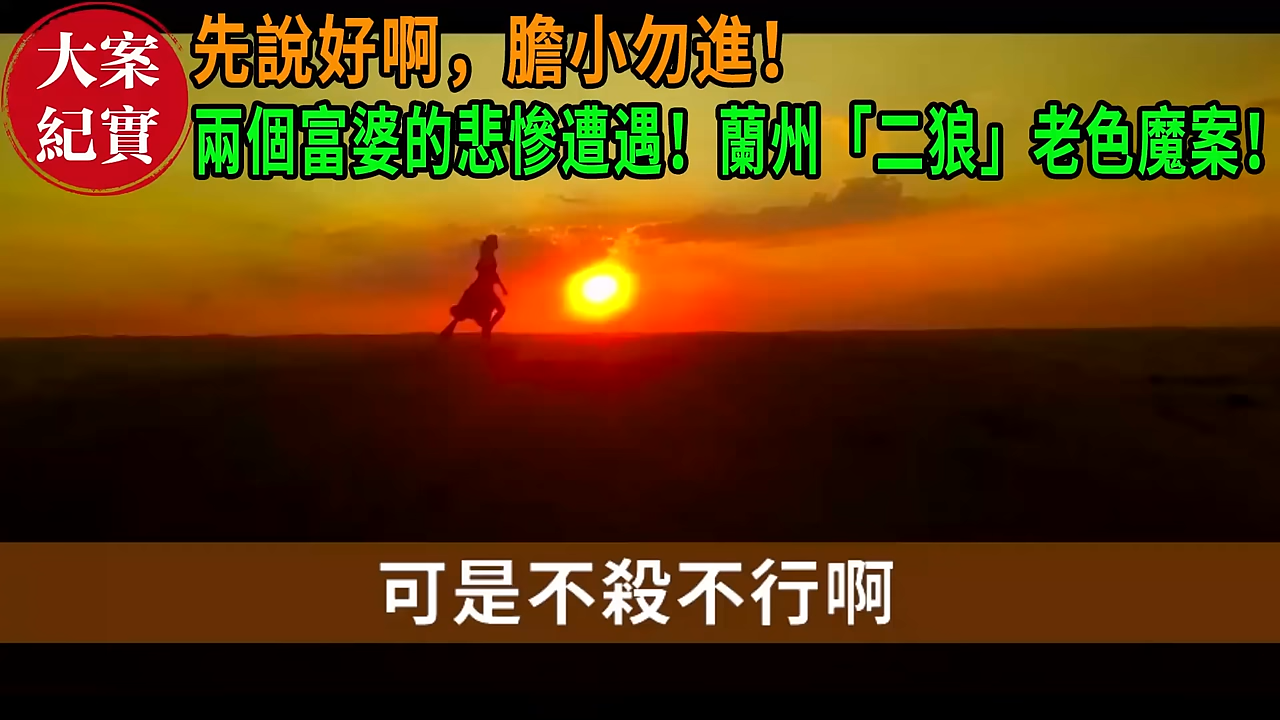 大案
紀實
先說好啊，膽小勿進！
兩個富婆的悲慘遭遇！蘭州「二狼」老色魔案！
可是不殺不行啊